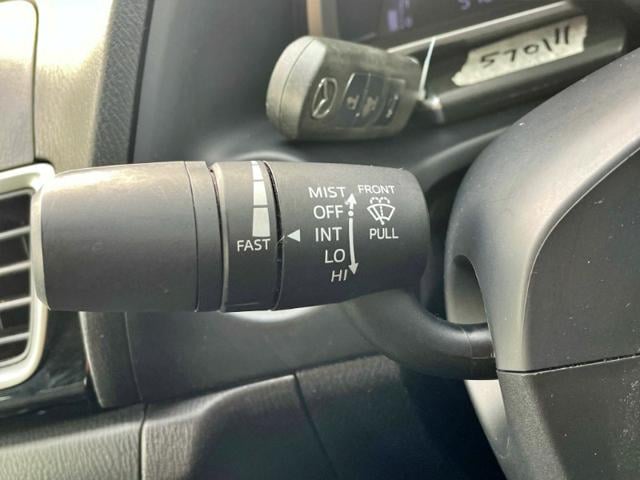 57011
MIST
FRONT
OFF
FAST
INT
PULL
LO
HI